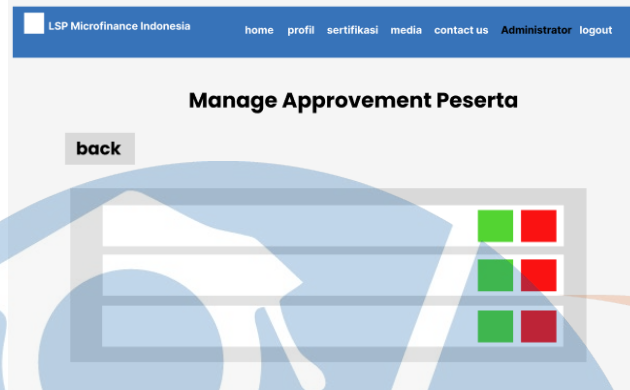 LSP Microfinance Indonesia home profil sertifikasi media contact us Administrator logout
Manage Approvement Peserta
back